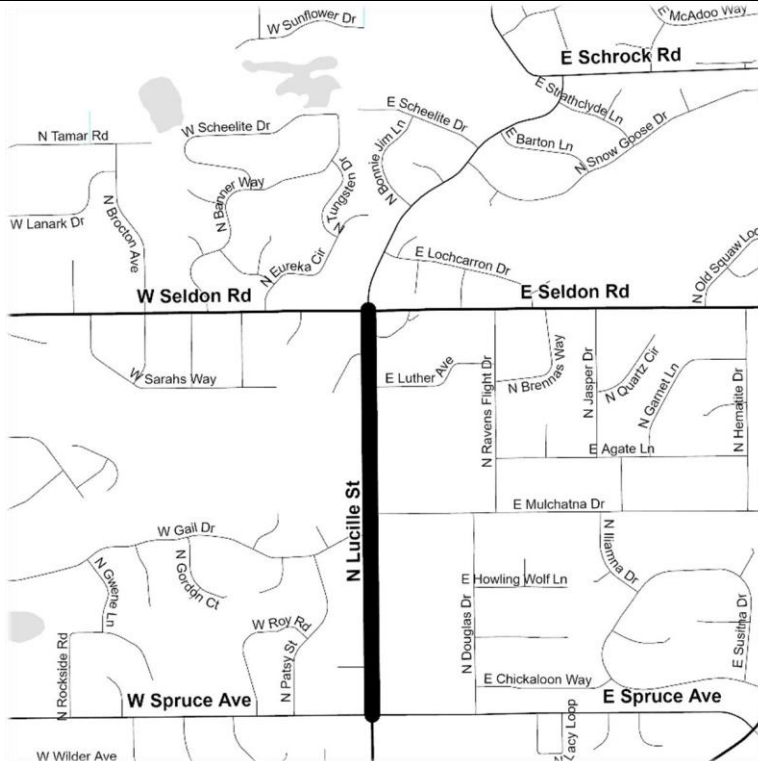 W Sunflower Dr
E McAdoo Way
E Schrock Rd
E Strathclyde Ln
E Scheelite Dr
W Scheelite Dr
N Tamar Rd
N Bonnie Jim Ln
E Barton Ln
N Snow Goose Dr
N Tungsten Dr
N Banner Way
N Brocton Ave
W Lanark Dr
N Old Squaw Loo
E Lochcarron Dr
N Eureka Cir
W Seldon Rd
E Seldon Rd
W Sarahs Way
E Luther Ave
N Ravens Flight Dr
N Brennas Way
N Jasper Dr
N Quartz Cir
N Garnet Ln
N Hematite Dr
E Agate Ln
N Lucille St
E Mulchatna Dr
W Gail Dr
N Gordon Ct
N Gwene Ln
N Iliamna Dr
E Howling Wolf Ln
N Douglas Dr
E Susitna Dr
W Roy Rd
N Patsy St
N Rockside Rd
E Chickaloon Way
W Spruce Ave
E Spruce Ave
N Lacy Loop
W Wilder Ave